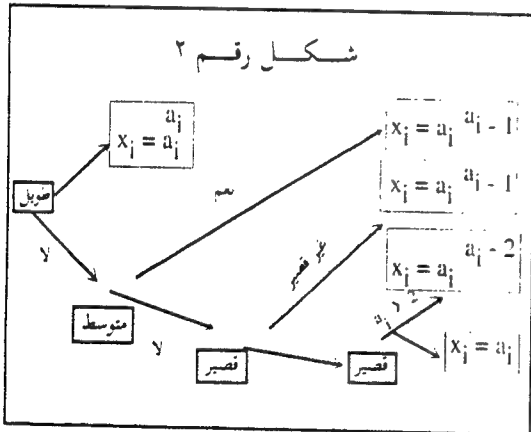 شكل رقم ٢
a_i
x_i = a_i
x_i = a_i a_i - 1
x_i = a_i a_i - 1
x_i = a_i a_i - 2
x_i = a_i
طويل
نعم
لا
غير قصير
متوسط
لا
قصير
قصير